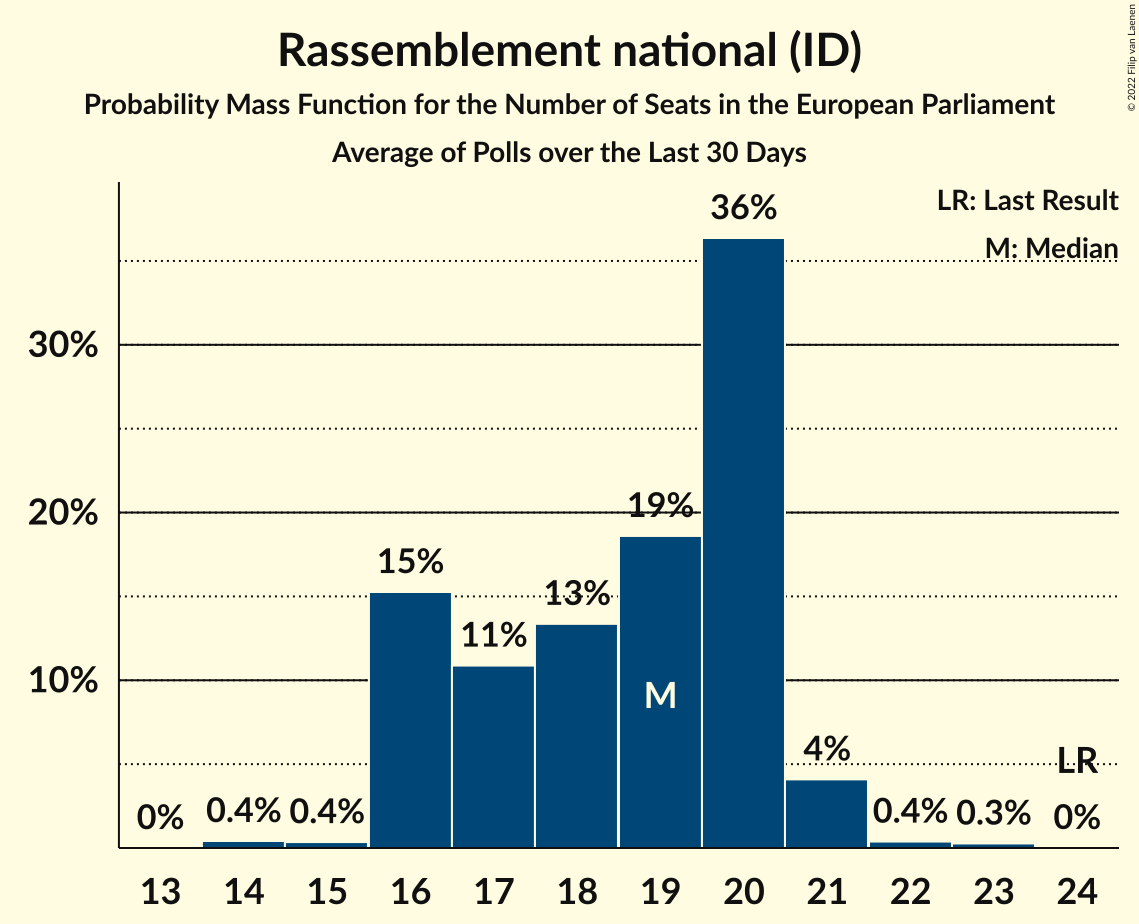 Rassemblement national (ID)
Probability Mass Function for the Number of Seats in the European Parliament
Average of Polls over the Last 30 Days
© 2022 Filip van Laenen
LR: Last Result
M: Median
30%
20%
10%
0%
0.4%
0.4%
15%
11%
13%
19%
36%
4%
0.4%
0.3%
0%
M
LR
13 14 15 16 17 18 19 20 21 22 23 24